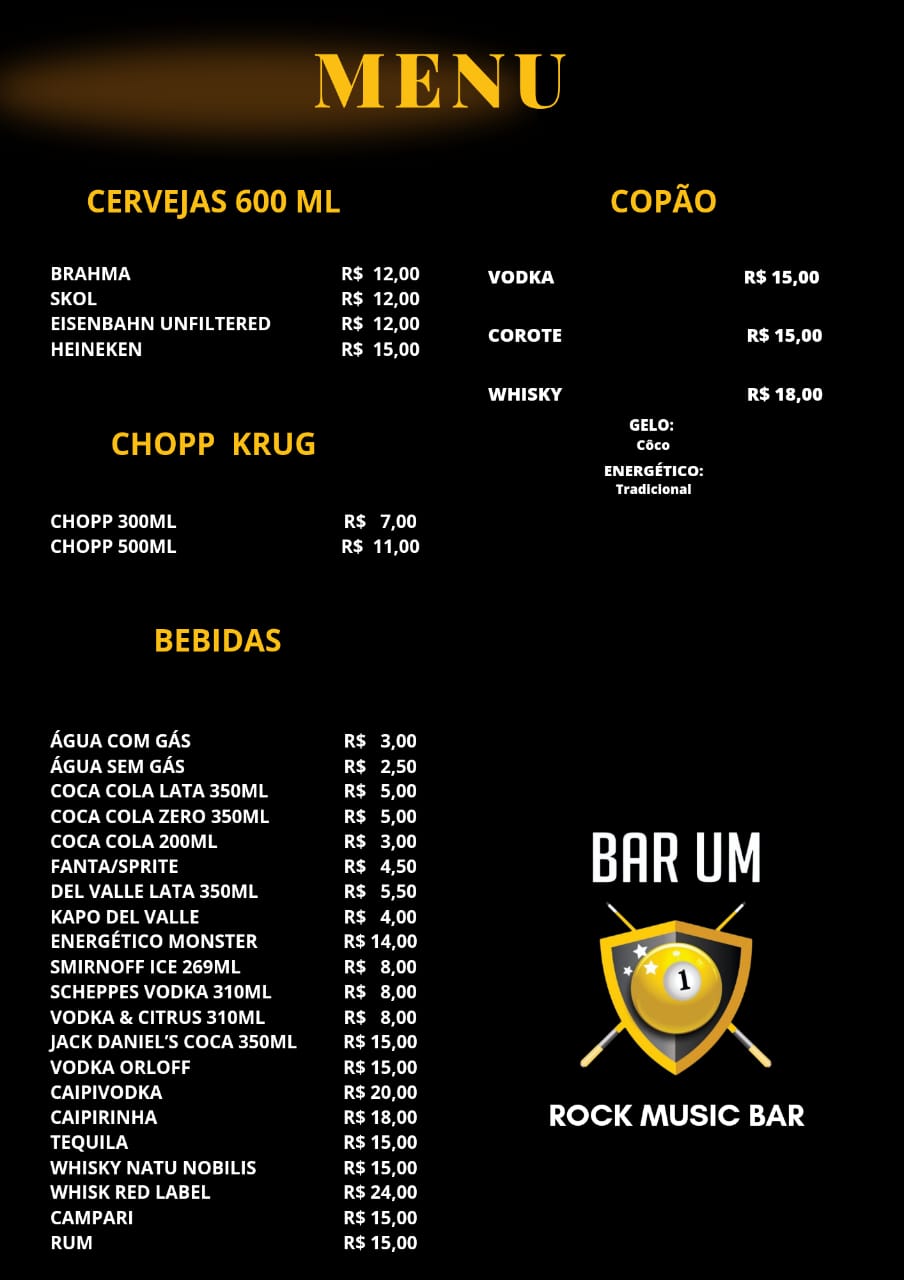 MENU
CERVEJAS 600 ML
BRAHMA R$ 12,00
SKOL R$ 12,00
EISENBAHN UNFILTERED R$ 12,00
HEINEKEN R$ 15,00
CHOPP KRUG
CHOPP 300ML R$ 7,00
CHOPP 500ML R$ 11,00
BEBIDAS
ÁGUA COM GÁS R$ 3,00
ÁGUA SEM GÁS R$ 2,50
COCA COLA LATA 350ML R$ 5,00
COCA COLA ZERO 350ML R$ 5,00
COCA COLA 200ML R$ 3,00
FANTA/SPRITE R$ 4,50
DEL VALLE LATA 350ML R$ 5,50
KAPO DEL VALLE R$ 4,00
ENERGÉTICO MONSTER R$ 14,00
SMIRNOFF ICE 269ML R$ 8,00
SCHEPPES VODKA 310ML R$ 8,00
VODKA & CITRUS 310ML R$ 8,00
JACK DANIEL’S COCA 350ML R$ 15,00
VODKA ORLOFF R$ 15,00
CAIPIVODKA R$ 20,00
CAIPIRINHA R$ 18,00
TEQUILA R$ 15,00
WHISKY NATU NOBILIS R$ 15,00
WHISK RED LABEL R$ 24,00
CAMPARI R$ 15,00
RUM R$ 15,00
COPÃO
VODKA R$ 15,00
COROTE R$ 15,00
WHISKY R$ 18,00
GELO:
Côco
ENERGÉTICO:
Tradicional
BAR UM
1
ROCK MUSIC BAR